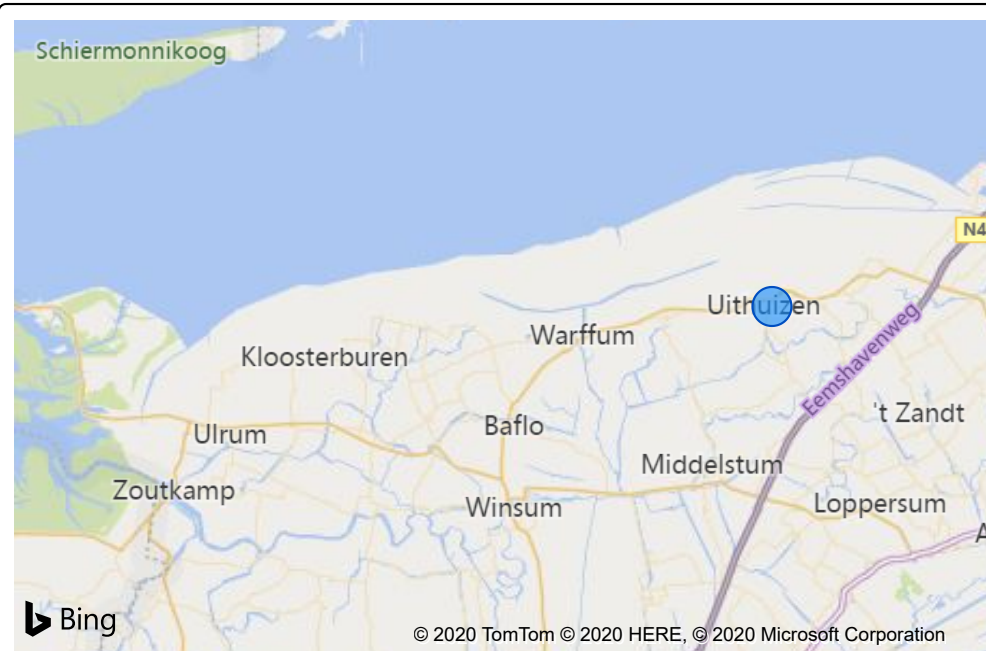 Schiermonnikoog
N4
Uithuizen
Warffum
Kloosterburen
Eemshavenweg
't Zandt
Baflo
Ulrum
Middelstum
Zoutkamp
Winsum
Loppersum
A
Bing
© 2020 TomTom © 2020 HERE, © 2020 Microsoft Corporation